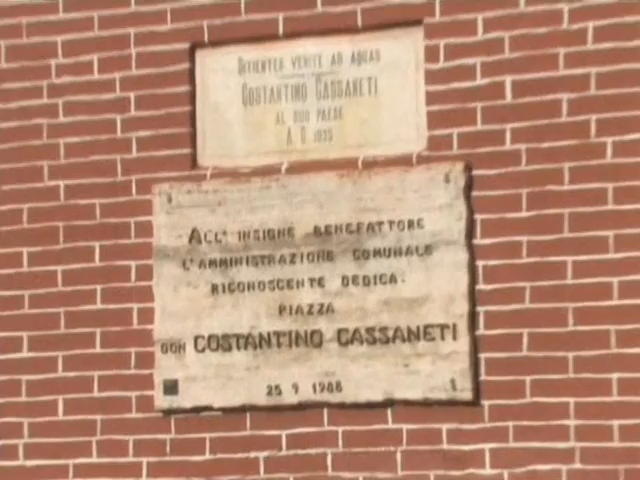 SITIENTES VENITE AD AQUAS
COSTANTINO CASSANETI
AL SUO PAESE
A. D. 1935
ALL' INSIGNE BENEFATTORE
L'AMMINISTRAZIONE COMUNALE
RICONOSCENTE DEDICA.
PIAZZA
DON COSTANTINO CASSANETI
25 9 1988